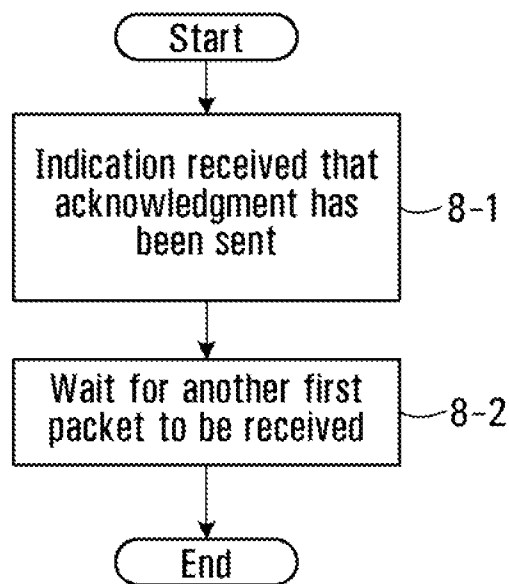 Start
Indication received that
acknowledgment has
been sent
8-1
Wait for another first
packet to be received
8-2
End